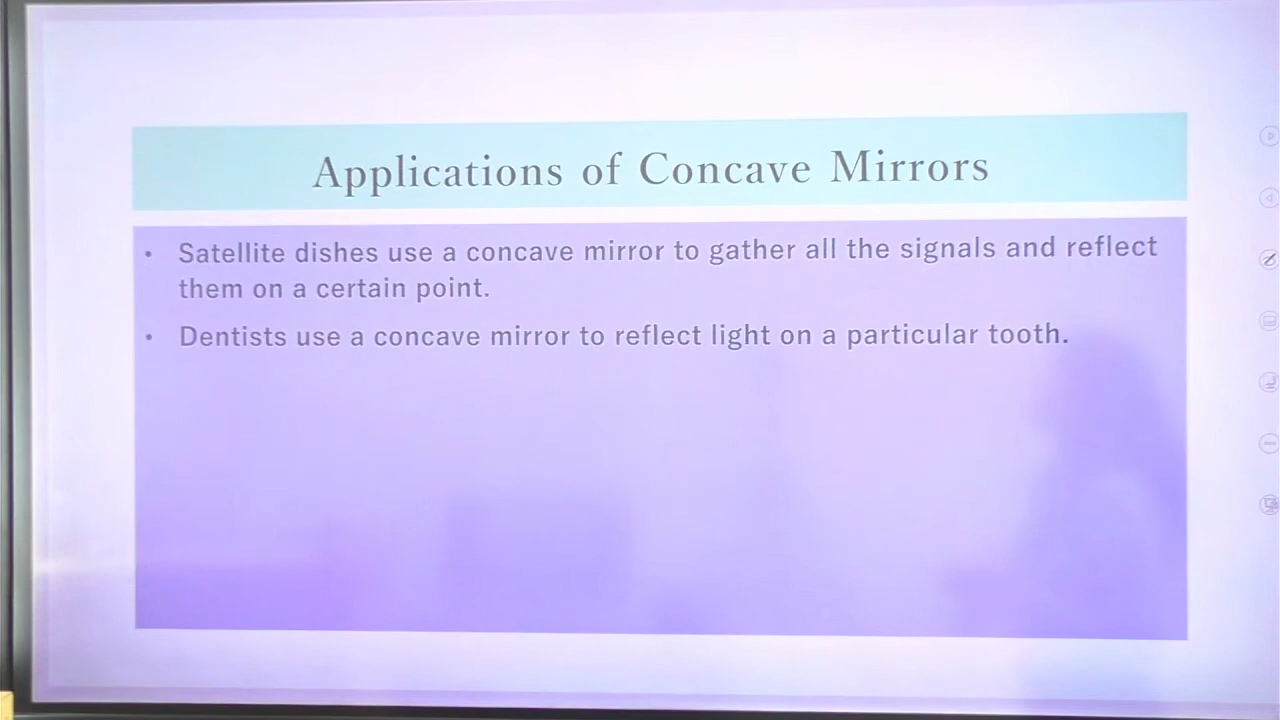 Applications of Concave Mirrors
• Satellite dishes use a concave mirror to gather all the signals and reflect
them on a certain point.
• Dentists use a concave mirror to reflect light on a particular tooth.